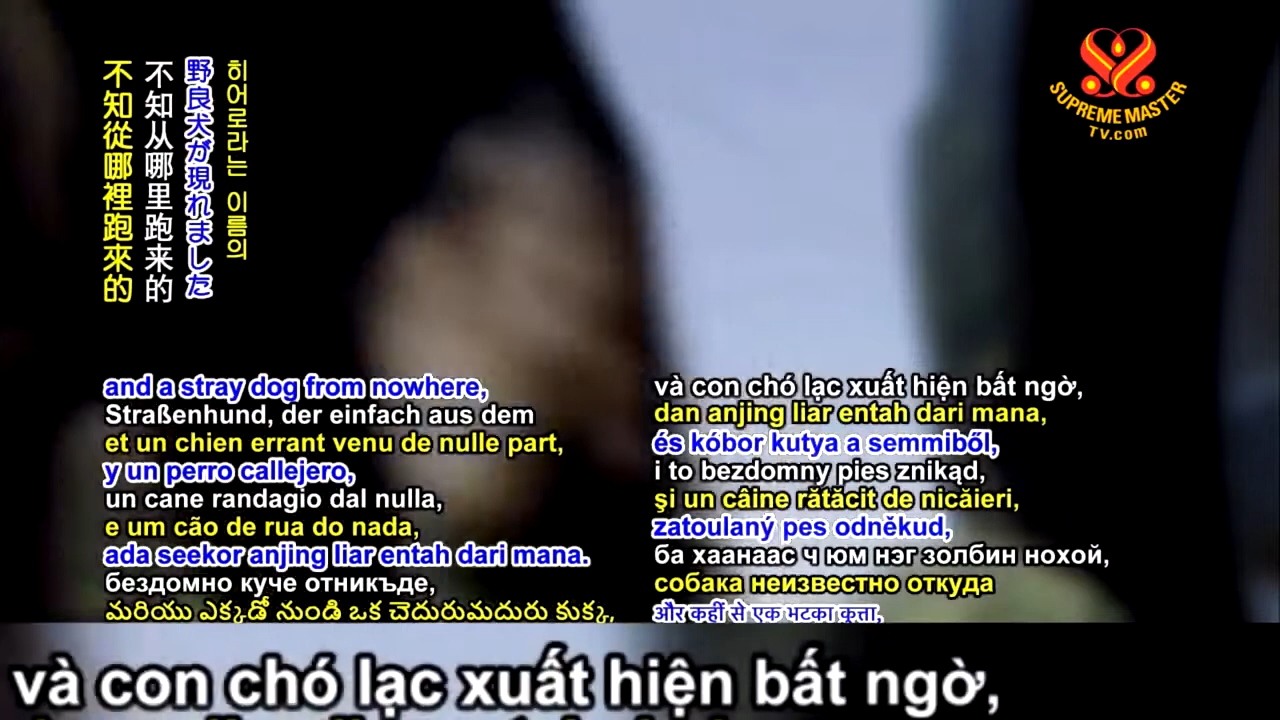 히어로라는 이름의
野良犬が現れました
不知从哪里跑来的
不知從哪裡跑來的
SUPREME MASTER
TV.com
and a stray dog from nowhere,
Straßenhund, der einfach aus dem
et un chien errant venu de nulle part,
y un perro callejero,
un cane randagio dal nulla,
e um cão de rua do nada,
ada seekor anjing liar entah dari mana.
бездомно куче отникъде,
మరియు ఎక్కడో నుండి ఒక చెదురుమదురు కుక్క,
và con chó lạc xuất hiện bất ngờ,
dan anjing liar entah dari mana,
és kóbor kutya a semmiből,
i to bezdomny pies znikąd,
și un câine rătăcit de nicăieri,
zatoulaný pes odněkud,
ба хаанаас ч юм нэг золбин нохой,
собака неизвестно откуда
और कहीं से एक भटका कुत्ता,
và con chó lạc xuất hiện bất ngờ,